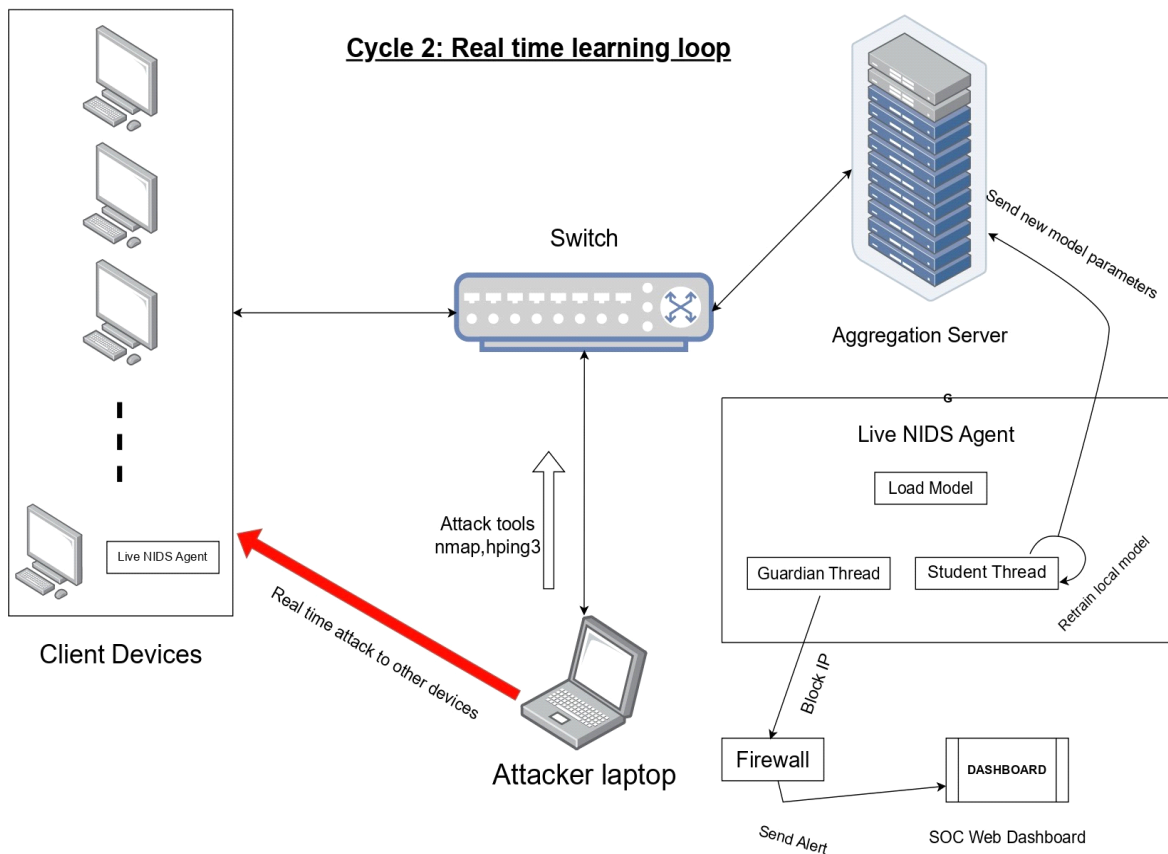 Cycle 2: Real time learning loop
Switch
Send new model parameters
Aggregation Server
G
Live NIDS Agent
Load Model
Guardian Thread
Student Thread
Retrain local model
Attack tools
nmap,hping3
Live NIDS Agent
Client Devices
Real time attack to other devices
Attacker laptop
Block IP
Firewall
DASHBOARD
Send Alert
SOC Web Dashboard